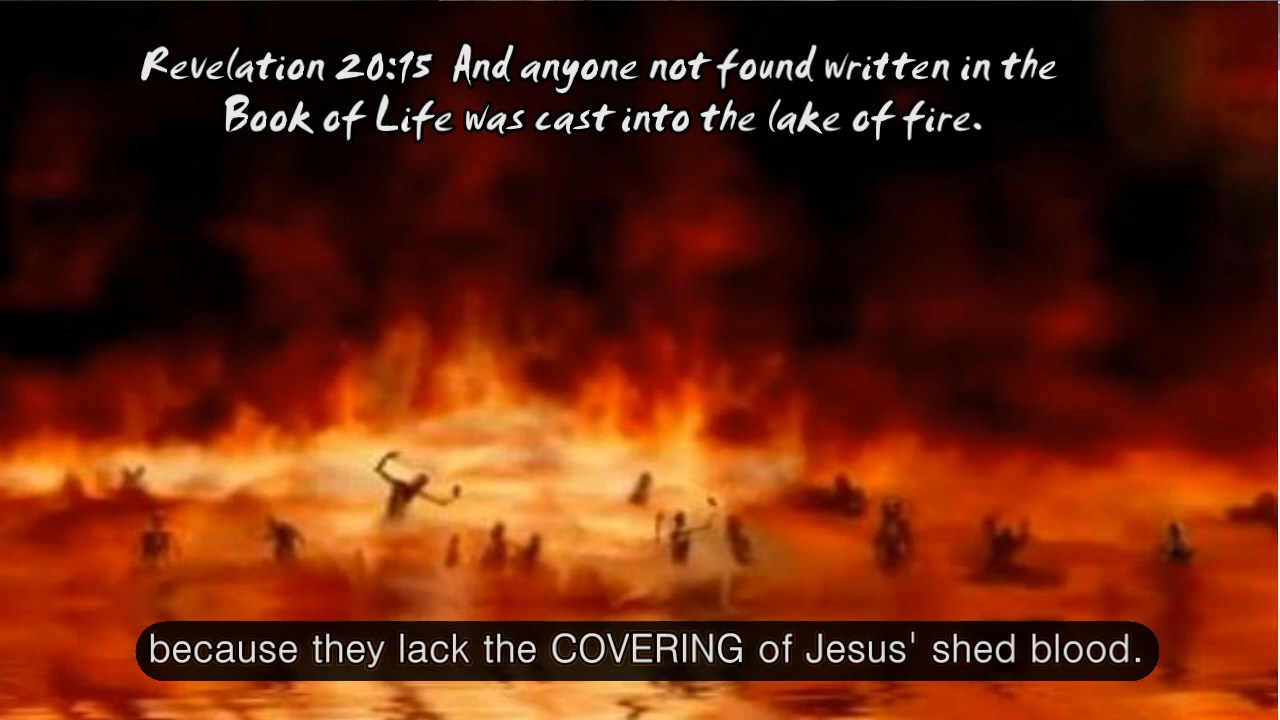 Revelation 20:15 And anyone not found written in the
Book of Life was cast into the lake of fire.
because they lack the COVERING of Jesus' shed blood.